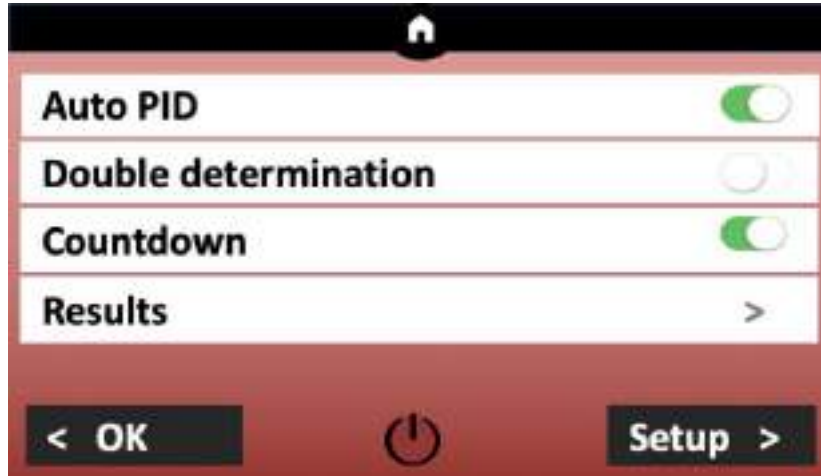 Auto PID
Double determination
Countdown
Results >
< OK
Setup >